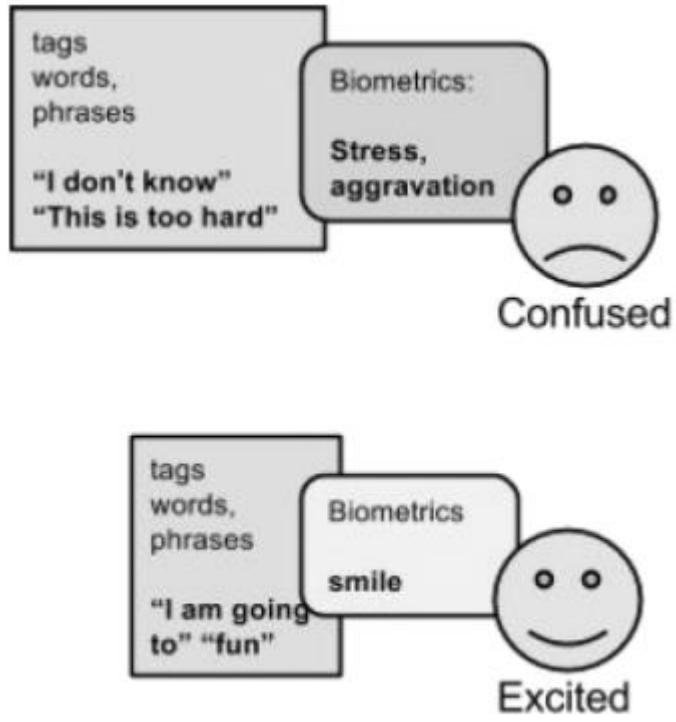 tags
words,
phrases
“I don't know”
“This is too hard”
Biometrics:
Stress,
aggravation
Confused
tags
words,
phrases
“I am going
to” “fun”
Biometrics
smile
Excited